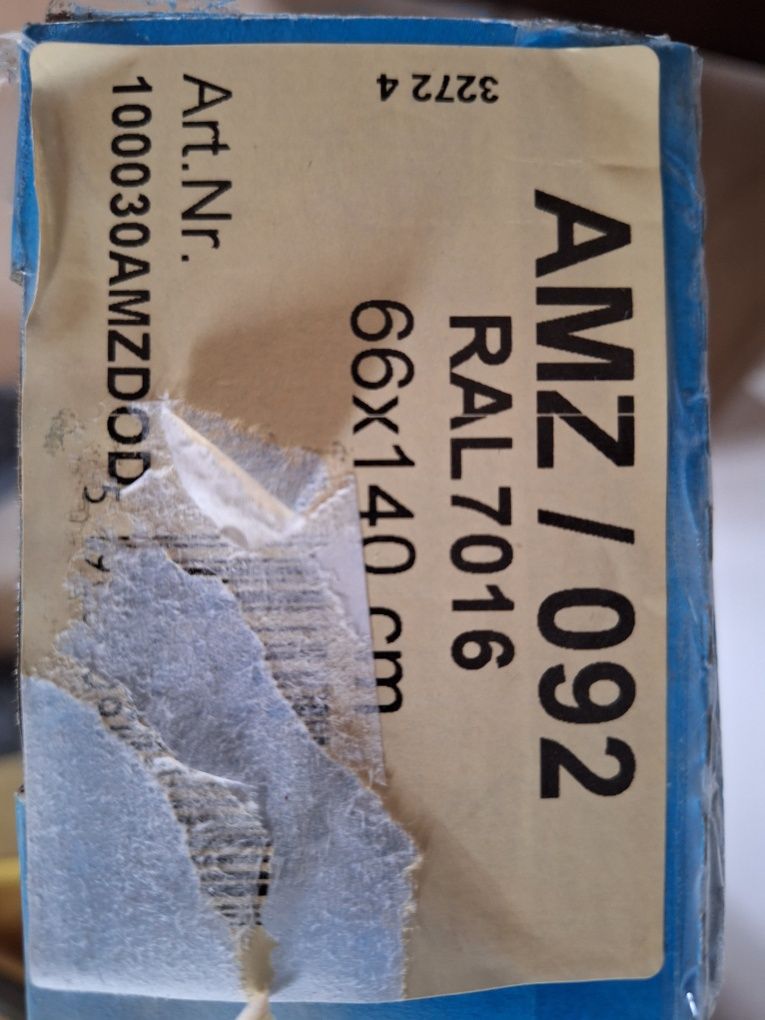 AMZ / 092
RAL7016
66x140 cm
Art.Nr.
100030AMZDOD
3272 4